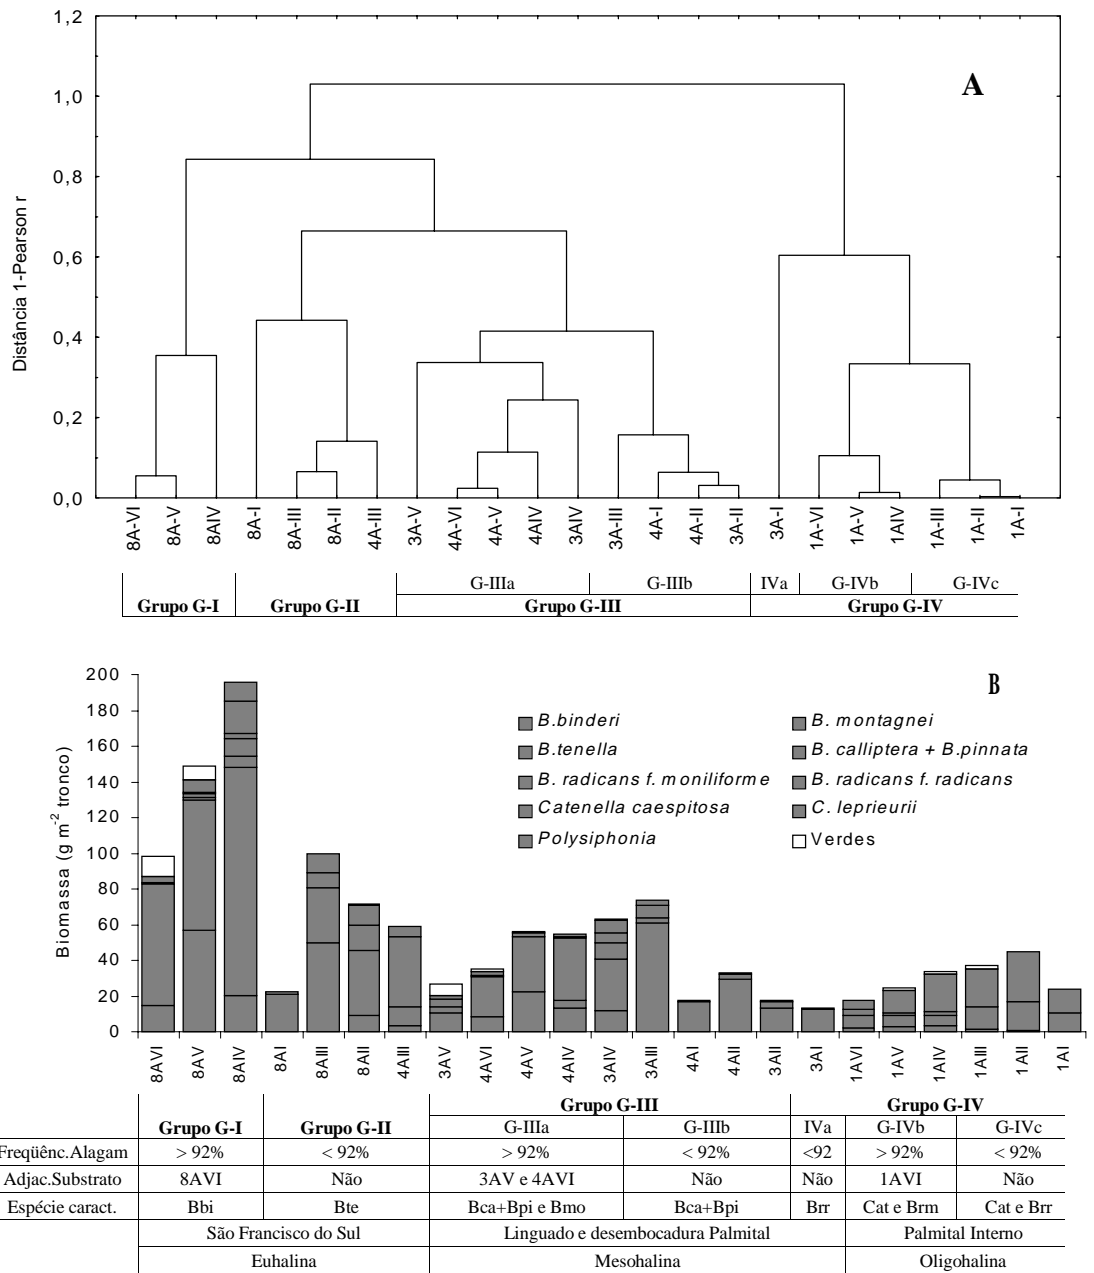 1,2
1,0
0,8
0,6
0,4
0,2
0,0
Distância 1-Pearson r
A
8A-VI 8A-V 8AIV 8A-I 8A-III 8A-II 4A-III 3A-V 4A-VI 4A-V 4AIV 3AIV 3A-III 4A-I 4A-II 3A-II 3A-I 1A-VI 1A-V 1AIV 1A-III 1A-II 1A-I
G-IIIa G-IIIb IVa G-IVb G-IVc
Grupo G-I Grupo G-II Grupo G-III Grupo G-IV
B
200
180
160
140
120
100
80
60
40
20
0
Biomassa (g m-2 tronco)
B.binderi B. montagnei
B.tenella B. calliptera + B.pinnata
B. radicans f. moniliforme B. radicans f. radicans
Catenella caespitosa C. leprieurii
Polysiphonia Verdes
8AVI 8AV 8AIV 8AI 8AIII 8AII 4AIII 3AV 4AVI 4AV 4AIV 3AIV 3AIII 4AI 4AII 3AII 3AI 1AVI 1AV 1AIV 1AIII 1AII 1AI
Grupo G-III Grupo G-IV
Grupo G-I Grupo G-II G-IIIa G-IIIb IVa G-IVb G-IVc
Freqüênc.Alagam > 92% < 92% > 92% < 92% <92 > 92% < 92%
Adjac.Substrato 8AVI Não 3AV e 4AVI Não Não 1AVI Não
Espécie caract. Bbi Bte Bca+Bpi e Bmo Bca+Bpi Brr Cat e Brm Cat e Brr
São Francisco do Sul Linguado e desembocadura Palmital Palmital Interno
Euhalina Mesohalina Oligohalina